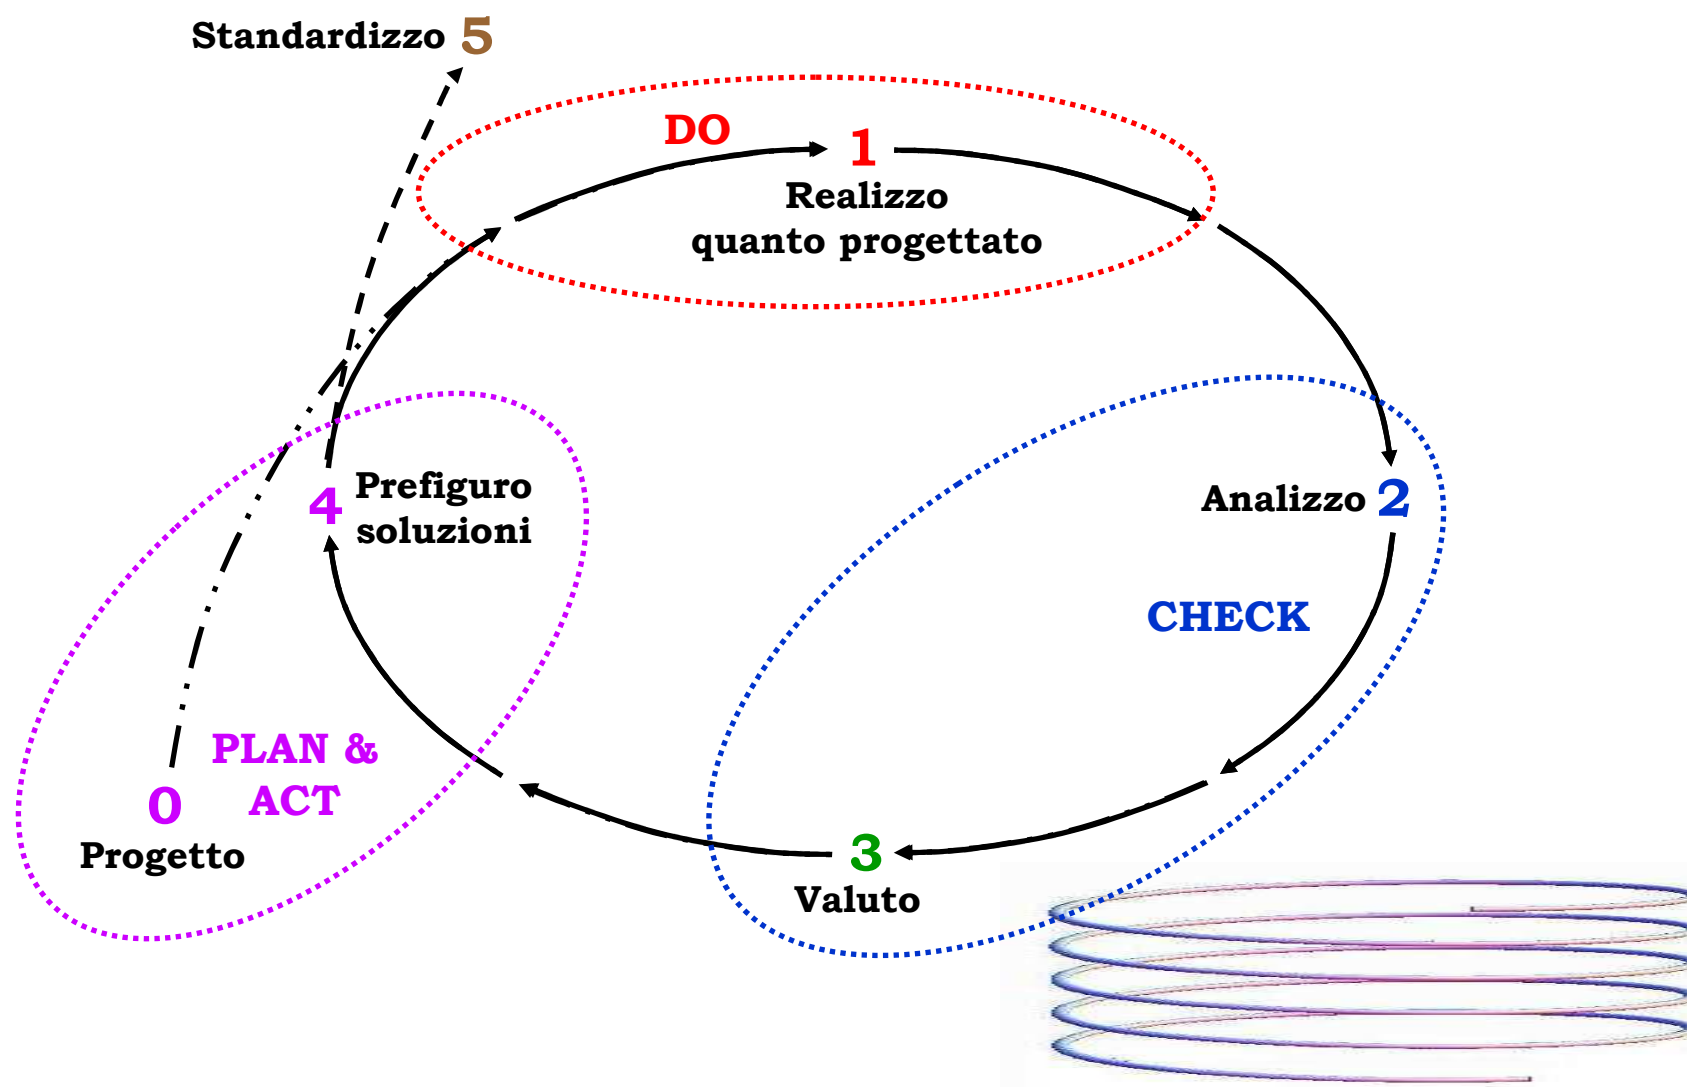 Standardizzo 5
DO
1
Realizzo
quanto progettato
Analizzo 2
CHECK
3
Valuto
4 Prefiguro
soluzioni
PLAN &
ACT
0
Progetto